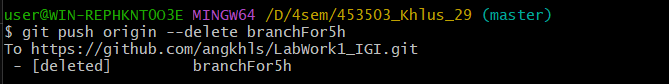 user@WIN-REPHKNT0O3E MINGW64 /D/4sem/453503_Khlus_29 (master)
$ git push origin --delete branchFor5h
To https://github.com/angkhls/LabWork1_IGI.git
 - [deleted]         branchFor5h